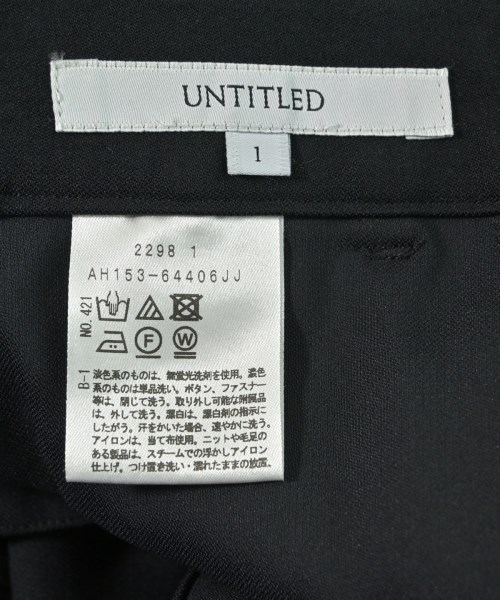 UNTITLED
1
2298 1
AH153-64406JJ
NO.421
F W
B-1
淡色系のものは、無蛍光洗剤を使用。濃色
系のものは単品洗い。ボタン、ファスナー
等は、閉じて洗う。取り外し可能な附属品
は、外して洗う。漂白は、漂白剤の指示に
したがう。汗をかいた場合、速やかに洗う。
アイロンは、当て布使用。ニットや毛足の
ある製品は、スチームでの浮かしアイロン
仕上げ。つけ置き洗い・濡れたままの放置、